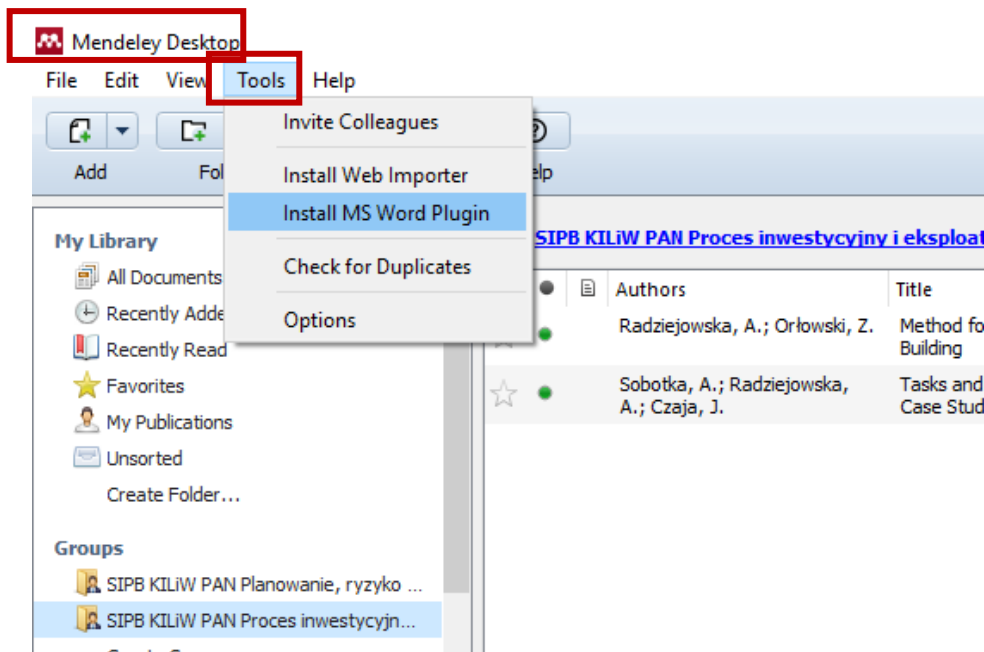 Mendeley Desktop
File Edit View Tools Help
Invite Colleagues
Install Web Importer
Install MS Word Plugin
Check for Duplicates
Options
Add
My Library
All Documents
Recently Adde
Recently Read
Favorites
My Publications
Unsorted
Create Folder...
Groups
SIPB KILiW PAN Planowanie, ryzyko ...
SIPB KILiW PAN Proces inwestycyjn...
SIPB KILiW PAN Proces inwestycyjny i eksploat
Authors Title
Radziejowska, A.; Orłowski, Z. Method fo
Building
Sobotka, A.; Radziejowska, Tasks and
A.; Czaja, J. Case Stud